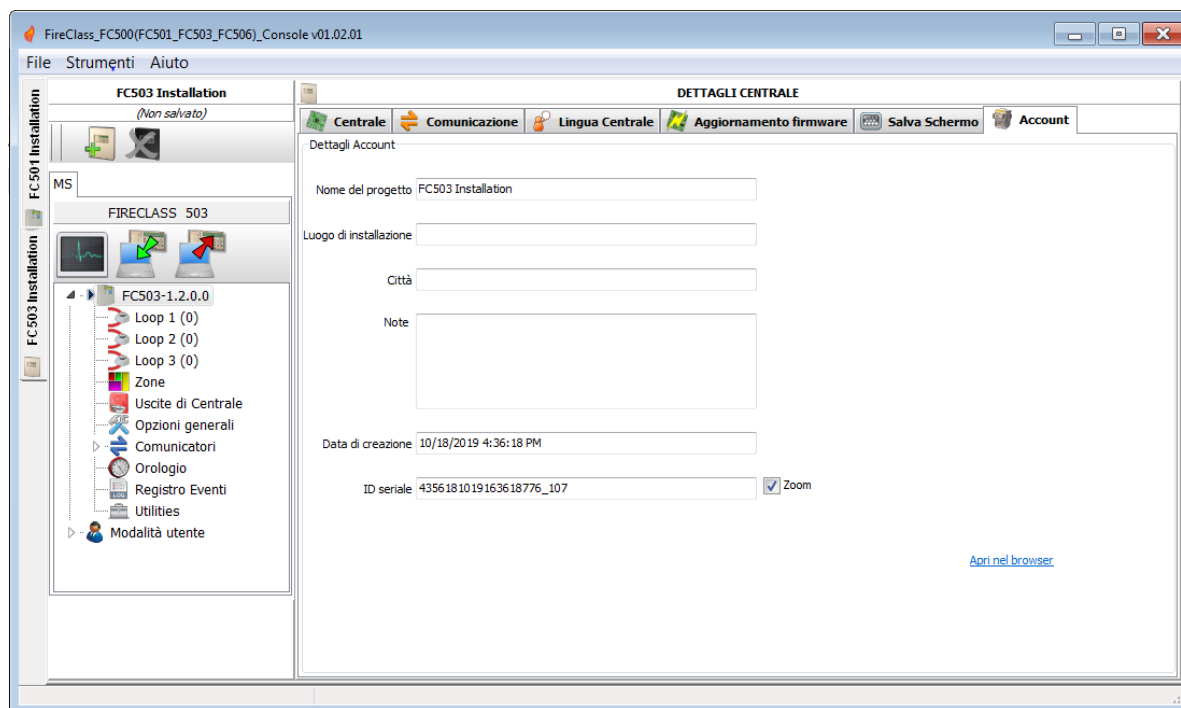 FireClass_FC500(FC501_FC503_FC506)_Console v01.02.01
File Strumenti Aiuto
FC501 Installation
FC503 Installation
FC503 Installation
(Non salvato)
MS
FIRECLASS 503
FC503-1.2.0.0
Loop 1 (0)
Loop 2 (0)
Loop 3 (0)
Zone
Uscite di Centrale
Opzioni generali
Comunicatori
Orologio
LOG
Registro Eventi
Utilities
Modalità utente
DETTAGLI CENTRALE
Centrale Comunicazione Lingua Centrale Aggiornamento firmware Salva Schermo Account
Dettagli Account
Nome del progetto FC503 Installation
Luogo di installazione
Città
Note
Data di creazione 10/18/2019 4:36:18 PM
ID seriale 4356181019163618776_107 Zoom
Apri nel browser